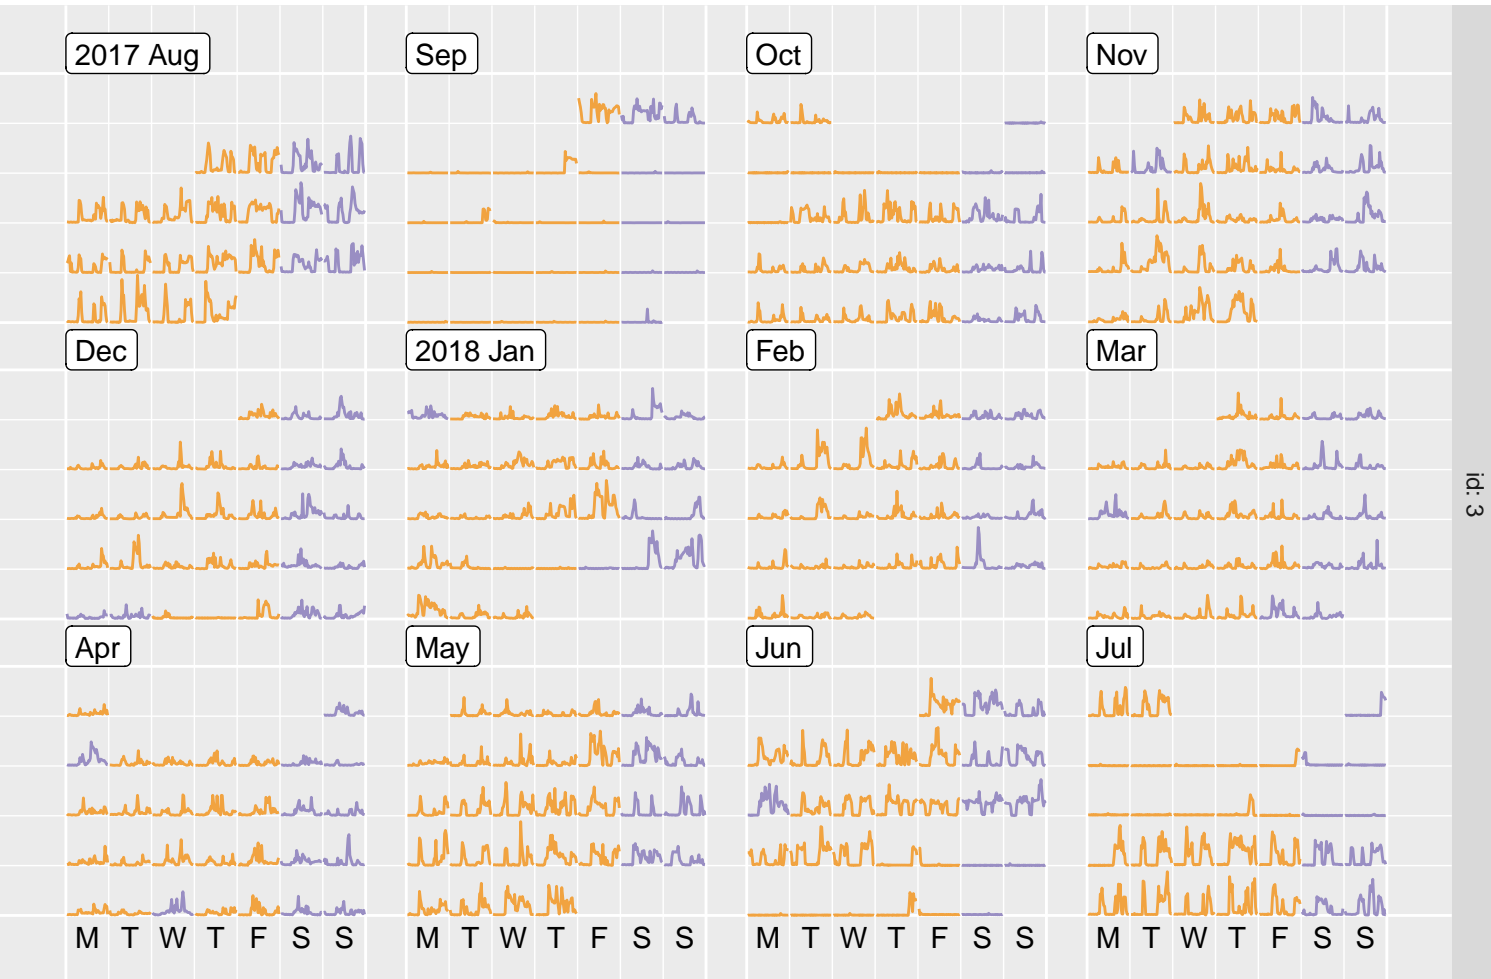 2017 Aug
Sep
Oct
Nov
Dec
2018 Jan
Feb
Mar
Apr
May
Jun
Jul
id: 3
M T W T F S S
M T W T F S S
M T W T F S S
M T W T F S S